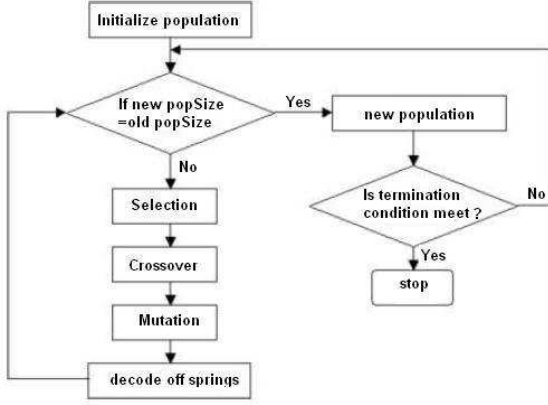 Initialize population
If new popSize
=old popSize
Yes
new population
No
Is termination
condition meet ?
No
Selection
Yes
Crossover
stop
Mutation
decode off springs